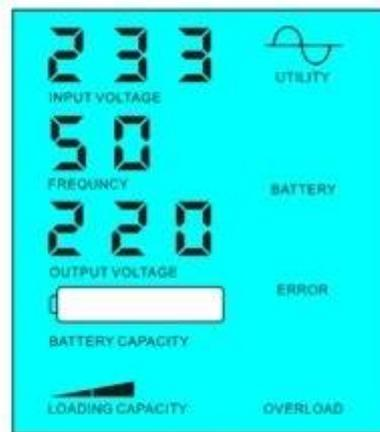 233
UTILITY
INPUT VOLTAGE
50
FREQUNCY
BATTERY
220
OUTPUT VOLTAGE
ERROR
BATTERY CAPACITY
LOADING CAPACITY
OVERLOAD